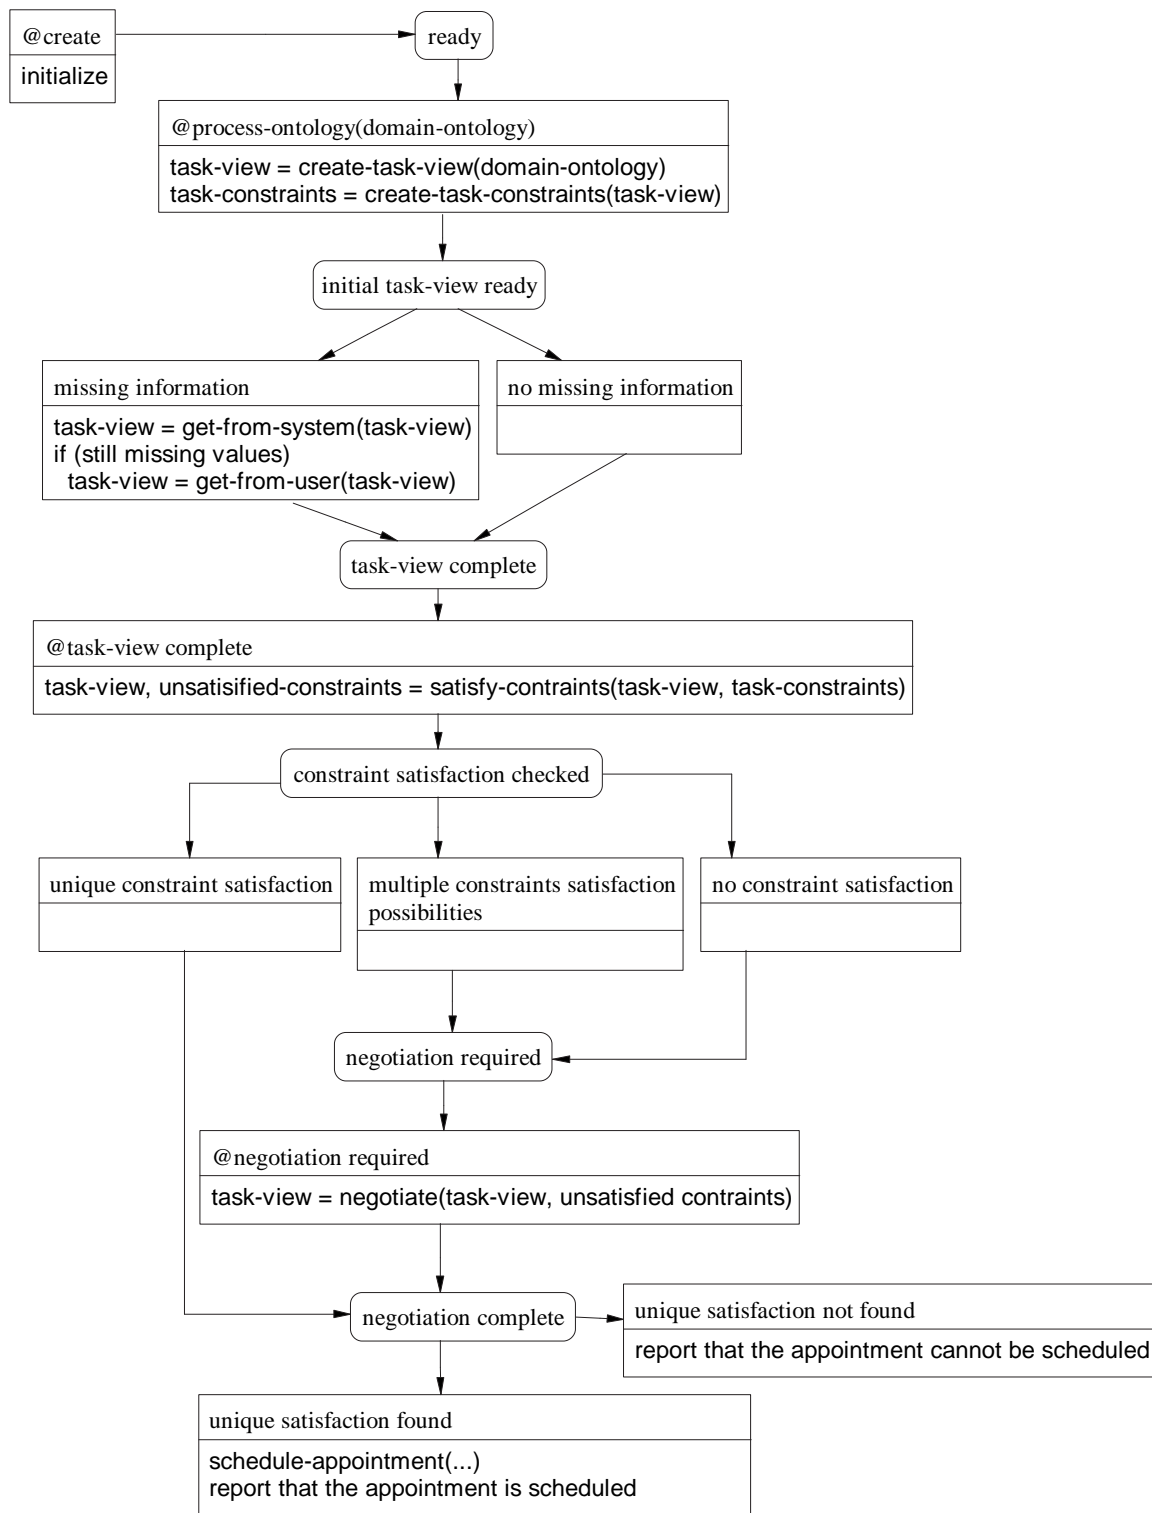 @create
initialize
ready
@process-ontology(domain-ontology)
task-view = create-task-view(domain-ontology)
task-constraints = create-task-constraints(task-view)
initial task-view ready
missing information
task-view = get-from-system(task-view)
if (still missing values)
task-view = get-from-user(task-view)
no missing information
task-view complete
@task-view complete
task-view, unsatisified-constraints = satisfy-contraints(task-view, task-constraints)
constraint satisfaction checked
unique constraint satisfaction
multiple constraints satisfaction
possibilities
no constraint satisfaction
negotiation required
@negotiation required
task-view = negotiate(task-view, unsatisfied contraints)
negotiation complete
unique satisfaction not found
report that the appointment cannot be scheduled
unique satisfaction found
schedule-appointment(...)
report that the appointment is scheduled